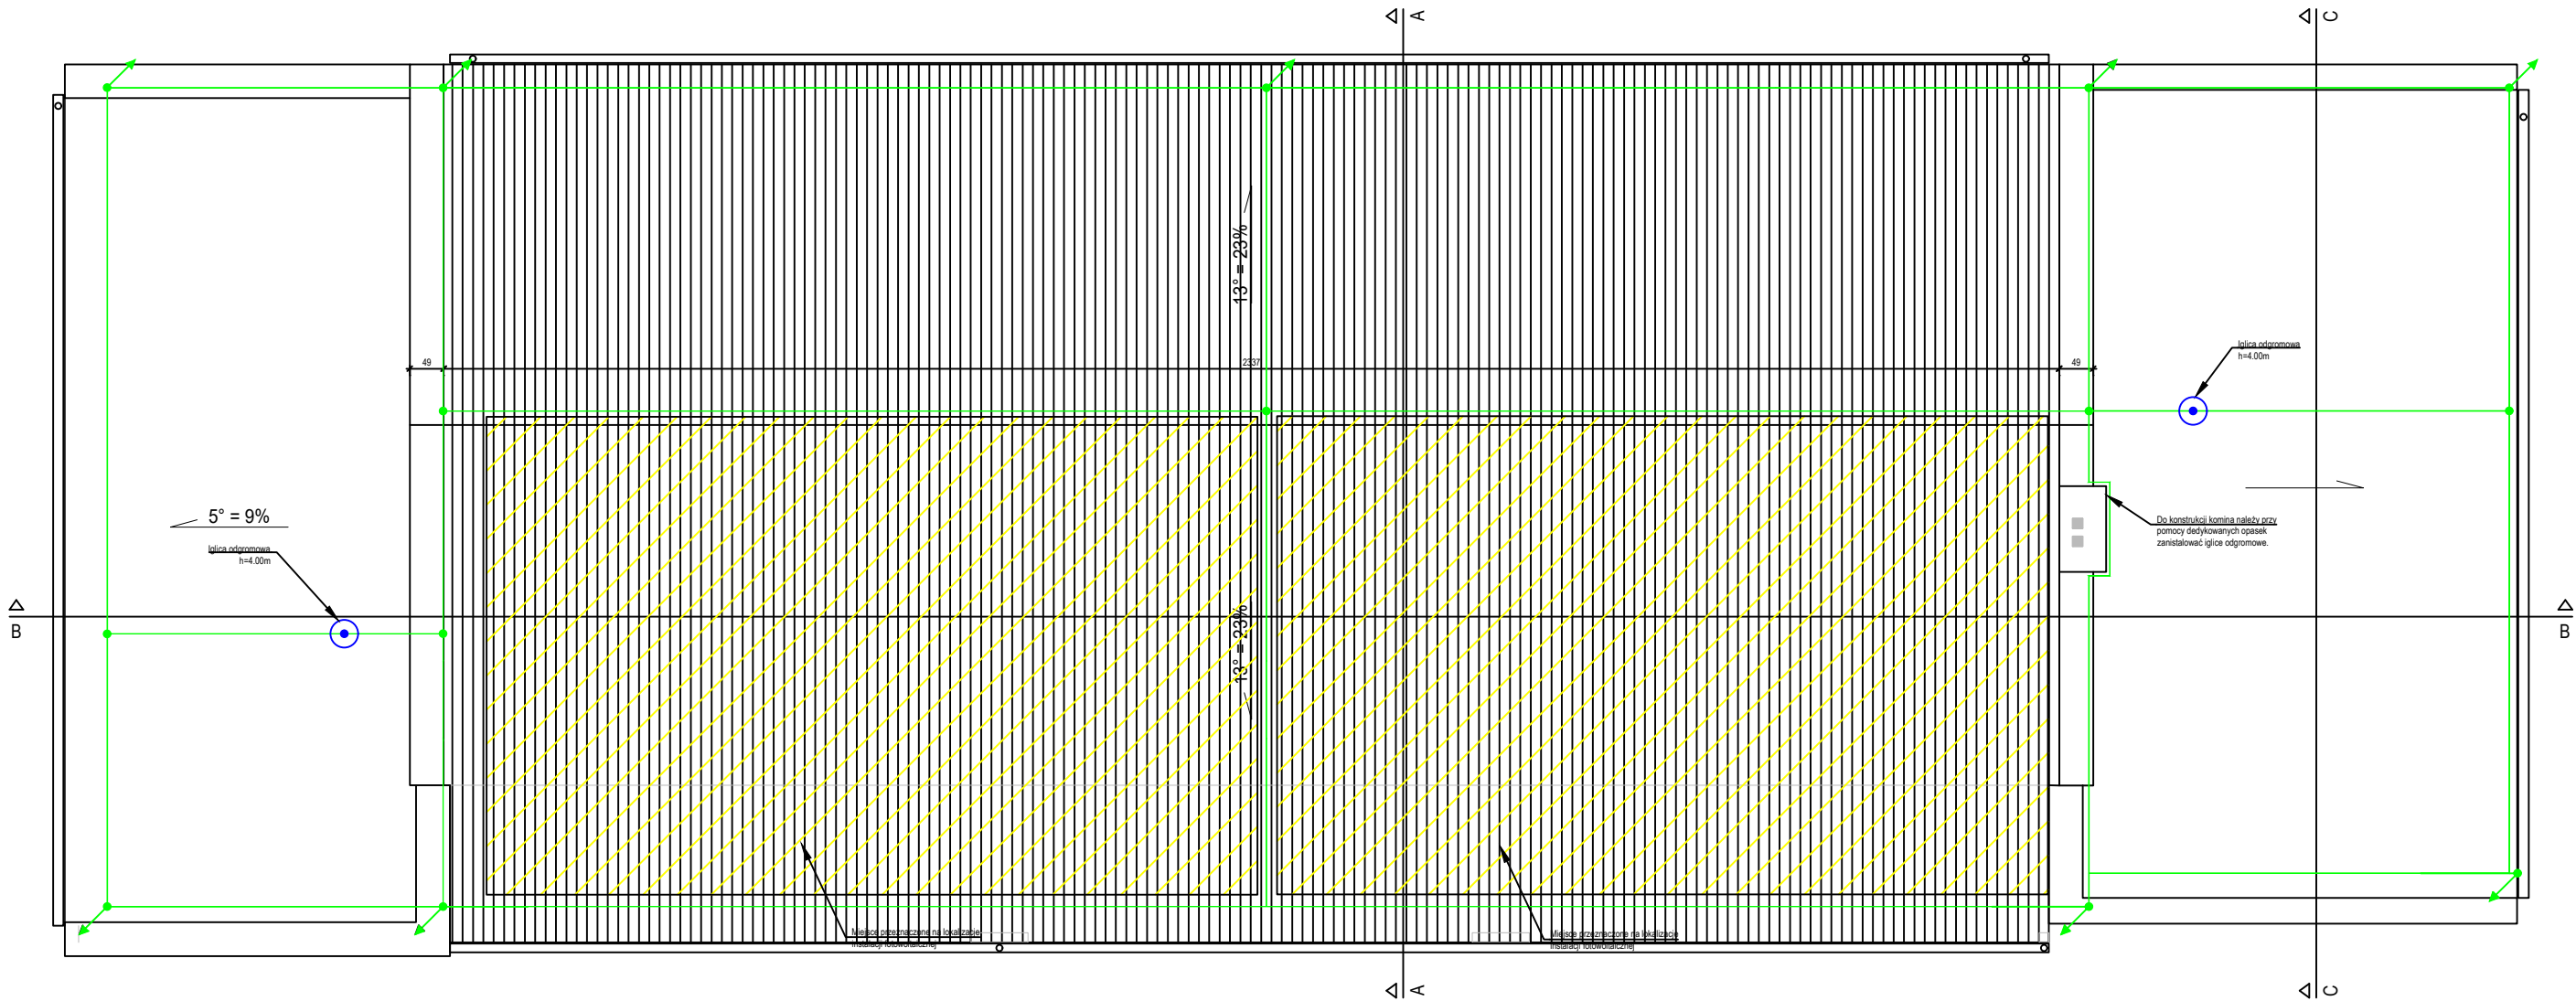 A
C
49
2337
49
13° = 23%
Iglica odgromowa
h=4.00m
5° = 9%
Iglica odgromowa
h=4.00m
Do konstrukcji komina należy przy
pomocy dedykowanych opasek
zanistalować iglice odgromowe.
B
B
13° = 23%
Miejsce przeznaczone na lokalizację
instalacji fotowoltaicznej
Miejsce przeznaczone na lokalizację
instalacji fotowoltaicznej
A
C